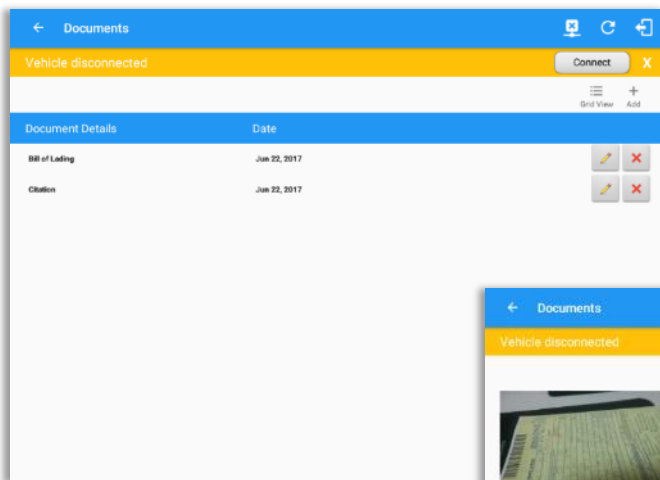 Documents
Vehicle disconnected
Connect X
Grid View Add
Document Details Date
Bill of Lading Jun 22, 2017
Citation Jun 22, 2017
Documents
Vehicle disconnected